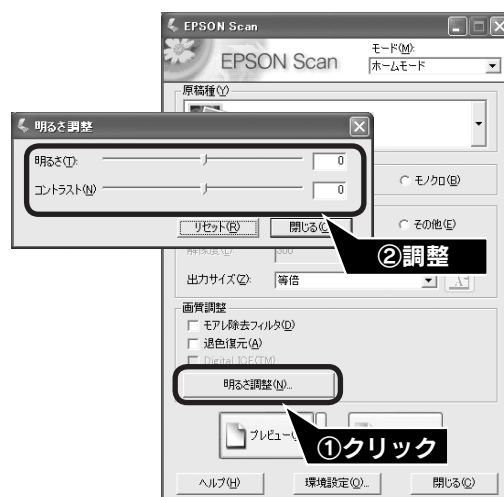 EPSON Scan
EPSON Scan
モード(M):
ホームモード
原稿種(Y)
明るさ調整
明るさ(T):
0
コントラスト(N)
0
モノクロ(B)
リセット(R)
閉じる(C)
その他(E)
②調整
300
出力サイズ(Z):
等倍
画質調整
モアレ除去フィルタ(D)
退色復元(A)
Digital ICE(TM)
明るさ調整(N)...
プレビュー
①クリック
ヘルプ(H)
環境設定(O)...
閉じる(C)